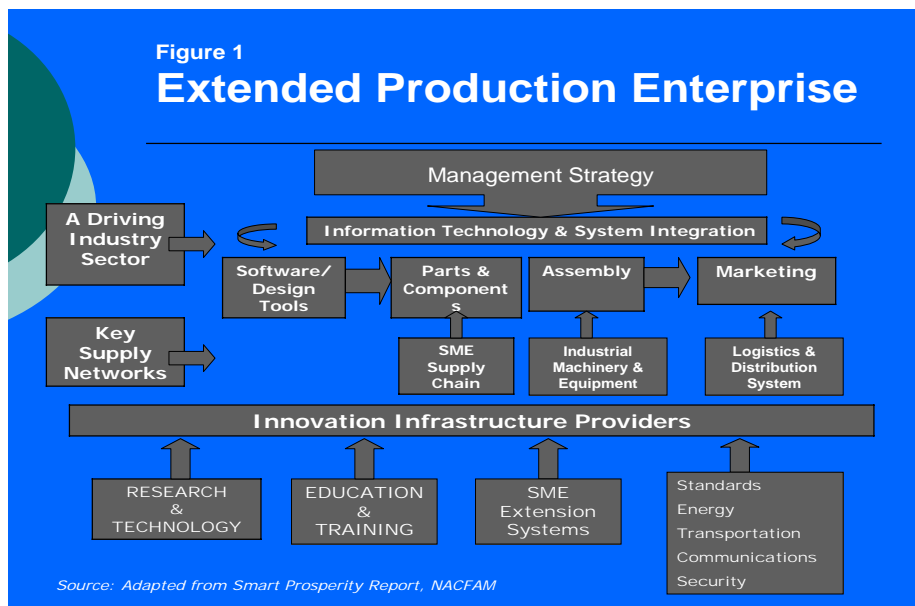 Figure 1
Extended Production Enterprise
Management Strategy
A Driving
Industry
Sector
Information Technology & System Integration
Software/
Design
Tools
Parts &
Component
s
Assembly
Marketing
Key
Supply
Networks
SME
Supply
Chain
Industrial
Machinery &
Equipment
Logistics &
Distribution
System
Innovation Infrastructure Providers
RESEARCH
&
TECHNOLOGY
EDUCATION
&
TRAINING
SME
Extension
Systems
Standards
Energy
Transportation
Communications
Security
Source: Adapted from Smart Prosperity Report, NACFAM